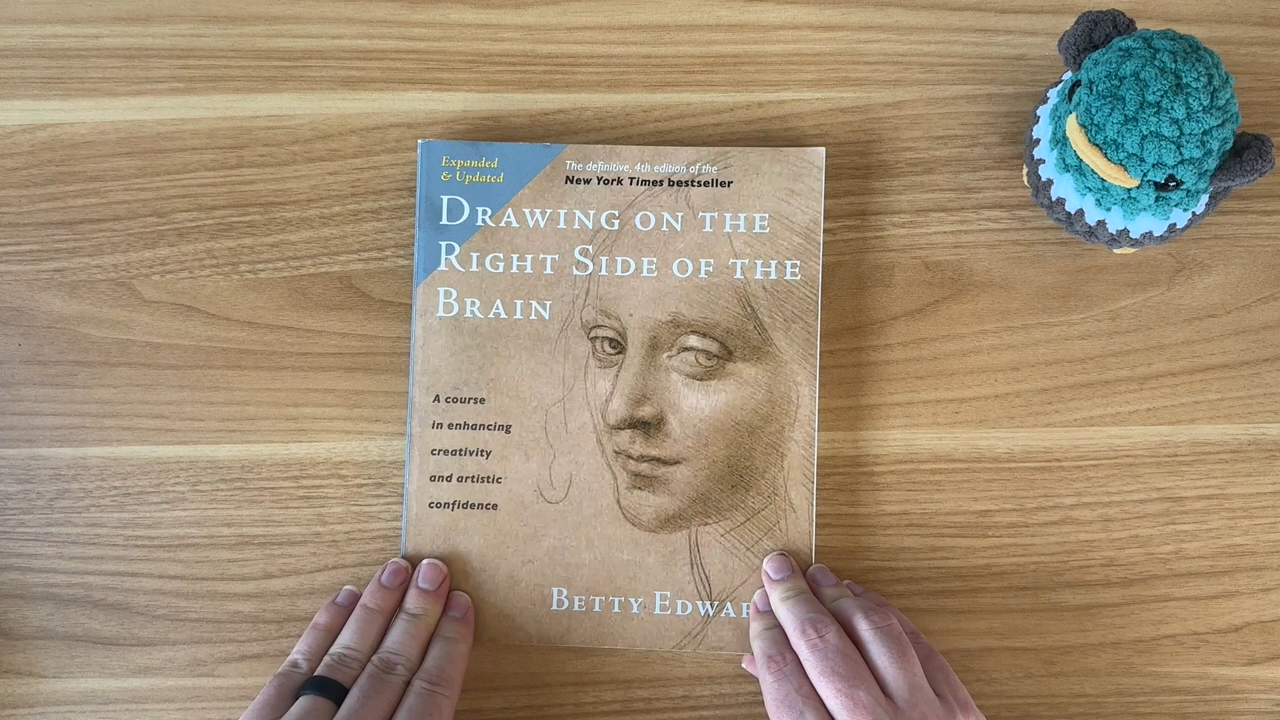 Expanded
& Updated
The definitive, 4th edition of the
New York Times bestseller
DRAWING ON THE
RIGHT SIDE OF THE
BRAIN
A course
in enhancing
creativity
and artistic
confidence
BETTY EDWAR